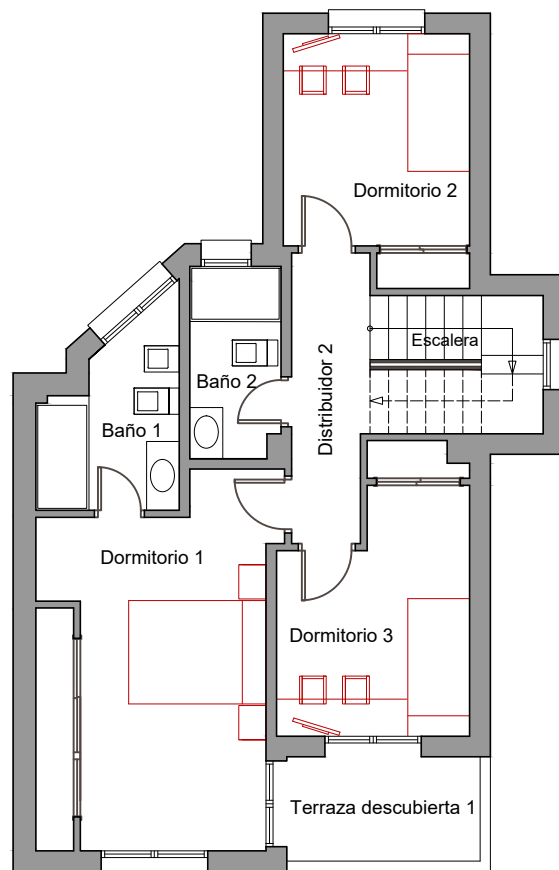 Dormitorio 2
Escalera
Distribuidor 2
Baño 2
Baño 1
Dormitorio 1
Dormitorio 3
Terraza descubierta 1